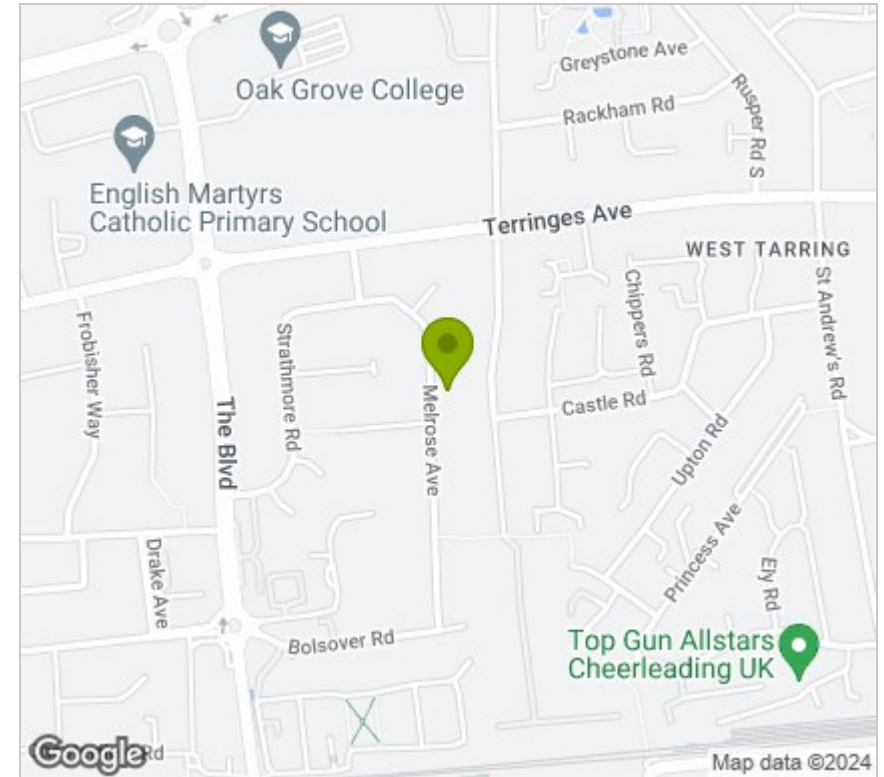 Oak Grove College
Greystone Ave
Rackham Rd
Rusper Rd S
English Martyrs
Catholic Primary School
Terringes Ave
WEST TARRING
St Andrew's Rd
Chippers Rd
Frobisher Way
Strathmore Rd
The Blvd
Melrose Ave
Castle Rd
Upton Rd
Princess Ave
Drake Ave
Ely Rd
Bolsover Rd
Top Gun Allstars
Cheerleading UK
Google
Rd
Map data ©2024